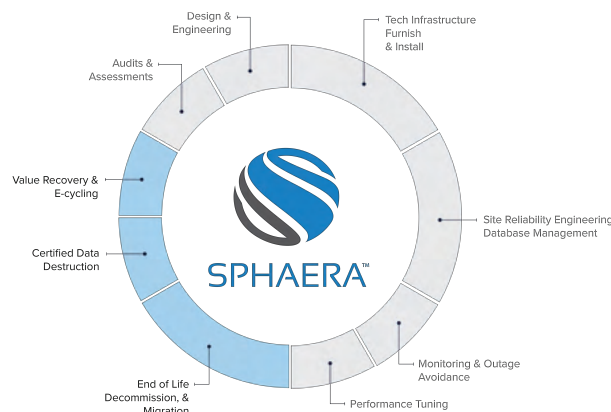 Design &
Engineering
Tech Infrastructure
Furnish
& Install
Audits &
Assessments
Value Recovery &
E-cycling
Site Reliability Engineering
Database Management
Certified Data
Destruction
SPHAERA™
Monitoring & Outage
Avoidance
End of Life
Decommission, &
Migration
Performance Tuning